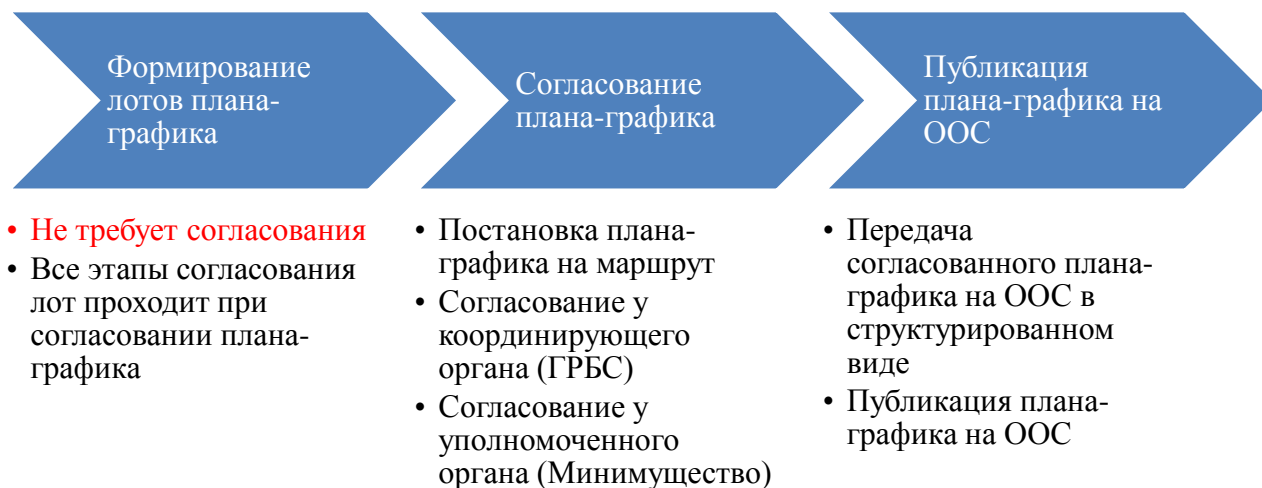 Формирование
лотов плана-
графика
Согласование
плана-графика
Публикация
плана-графика на
ООС
• Не требует согласования
• Все этапы согласования
лот проходит при
согласовании плана-
графика
• Постановка плана-
графика на маршрут
• Согласование у
координирующего
органа (ГРБС)
• Согласование у
уполномоченного
органа (Минимущество)
• Передача
согласованного плана-
графика на ООС в
структурированном
виде
• Публикация плана-
графика на ООС